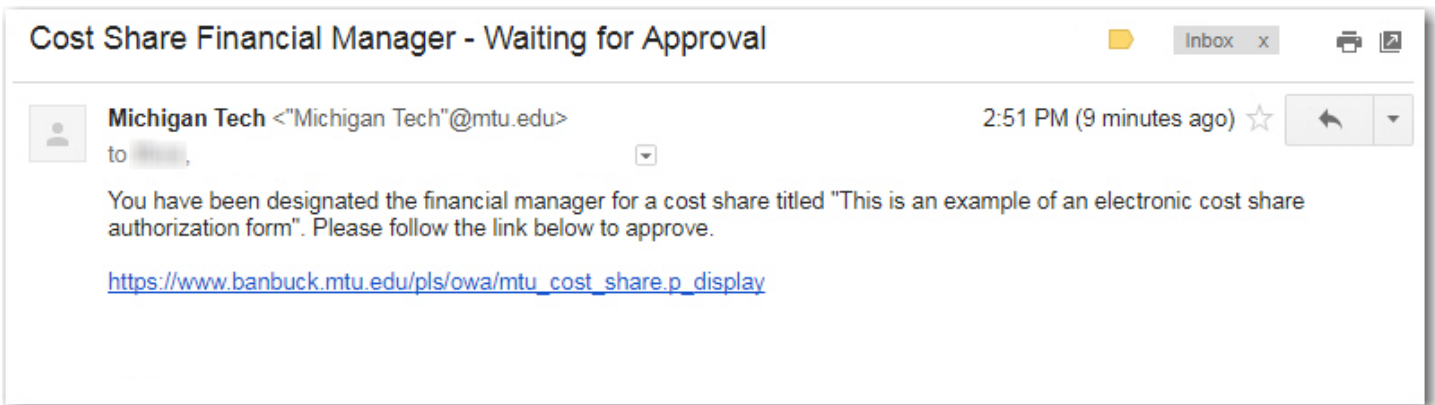 Cost Share Financial Manager - Waiting for Approval
Inbox x
Michigan Tech <"Michigan Tech"@mtu.edu>
2:51 PM (9 minutes ago)
to ,
You have been designated the financial manager for a cost share titled "This is an example of an electronic cost share
authorization form". Please follow the link below to approve.
https://www.banbuck.mtu.edu/pls/owa/mtu_cost_share.p_display